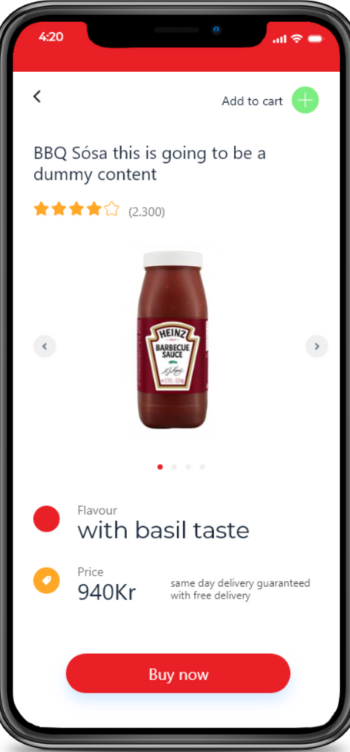 4:20
Add to cart
BBQ Sósa this is going to be a
dummy content
(2.300)
HEINZ
BARBECUE
SAUCE
Flavour
with basil taste
Price
940Kr
same day delivery guaranteed
with free delivery
Buy now